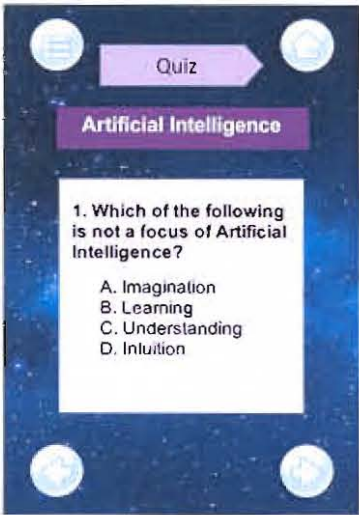 Quiz
Artificial Intelligence
1. Which of the following
is not a focus of Artificial
Intelligence?
A. Imagination
B. Learning
C. Understanding
D. Intuition